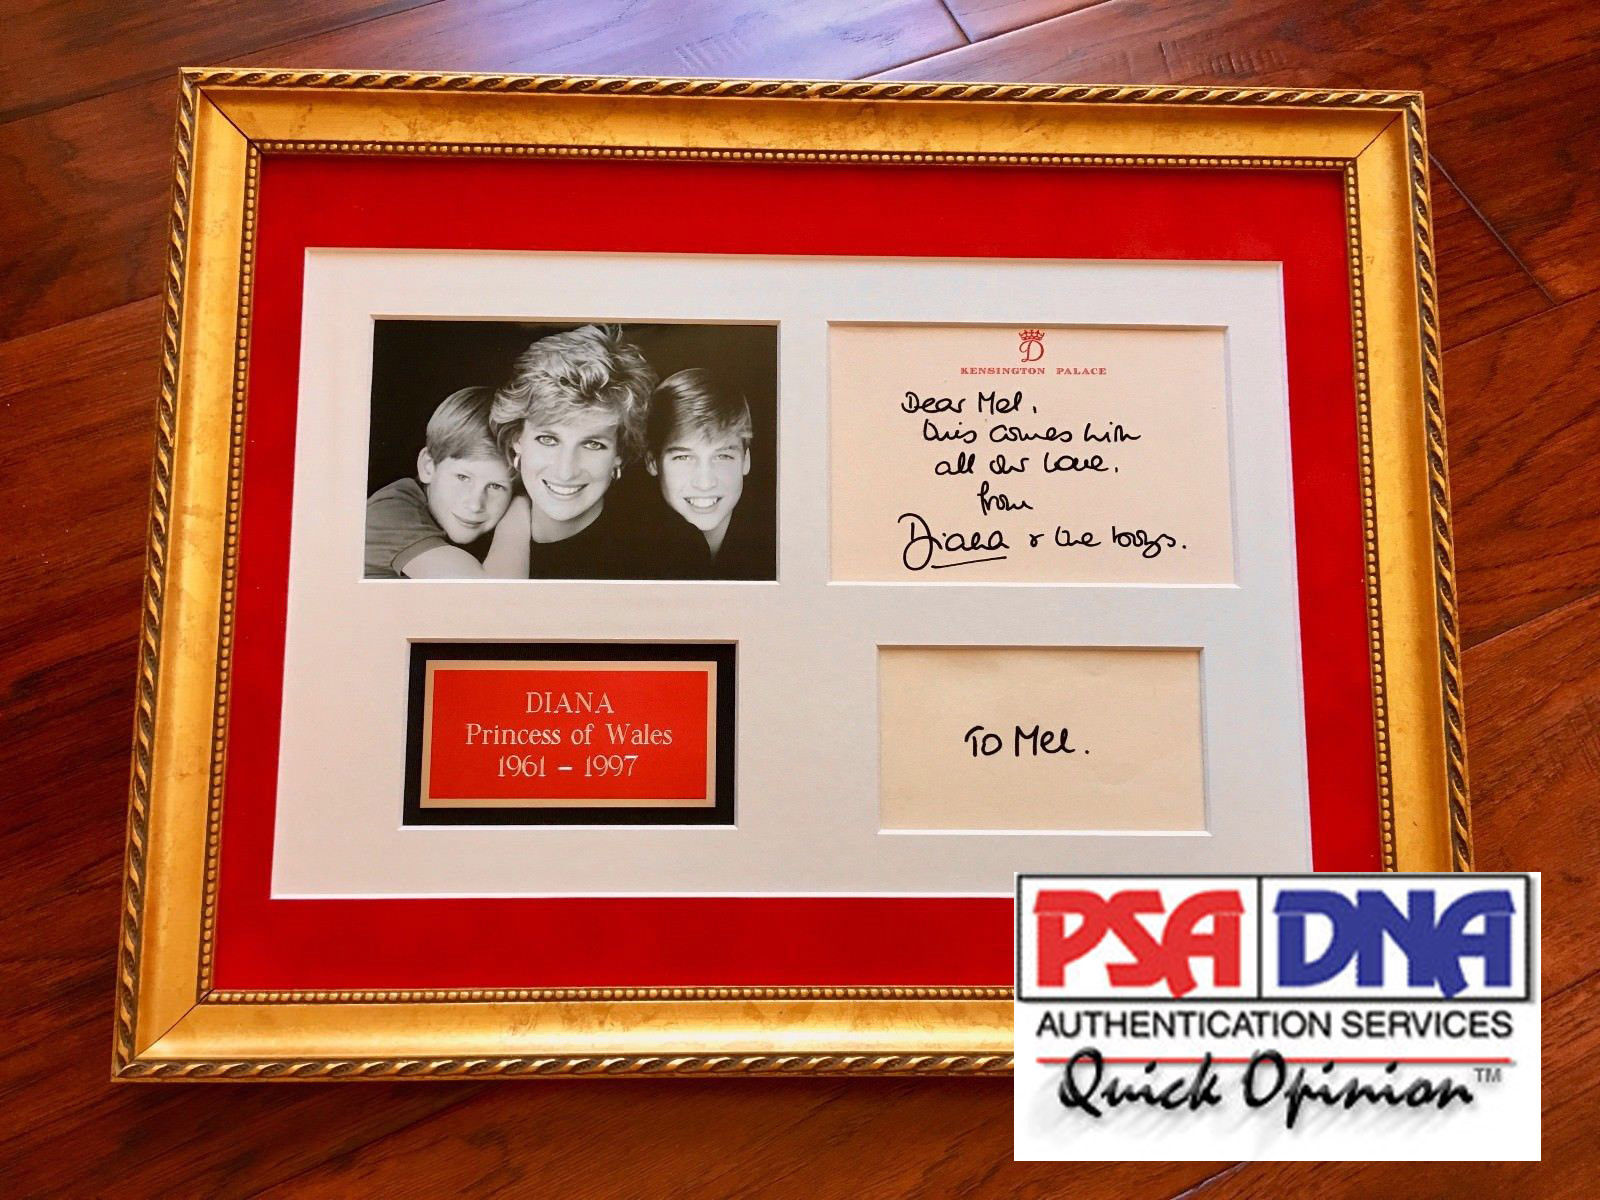 D
KENSINGTON PALACE
Dear Mel,
this comes with
all our love,
from
Diana & the boys.
DIANA
Princess of Wales
1961 – 1997
To Mel.
PSA DNA
AUTHENTICATION SERVICES
Quick Opinion™